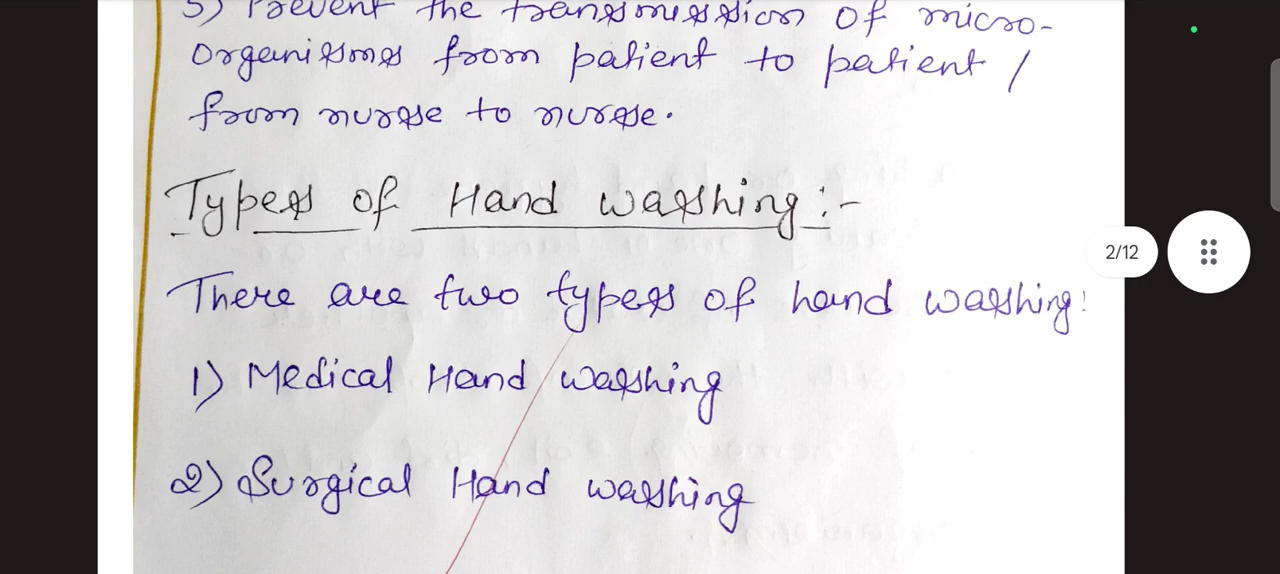 5) Prevent the transmission of micro-
organisms from patient to patient /
from nurse to nurse.
Types of Hand washing:-
There are two types of hand washing:
1) Medical Hand washing
2) Surgical Hand washing
2/12